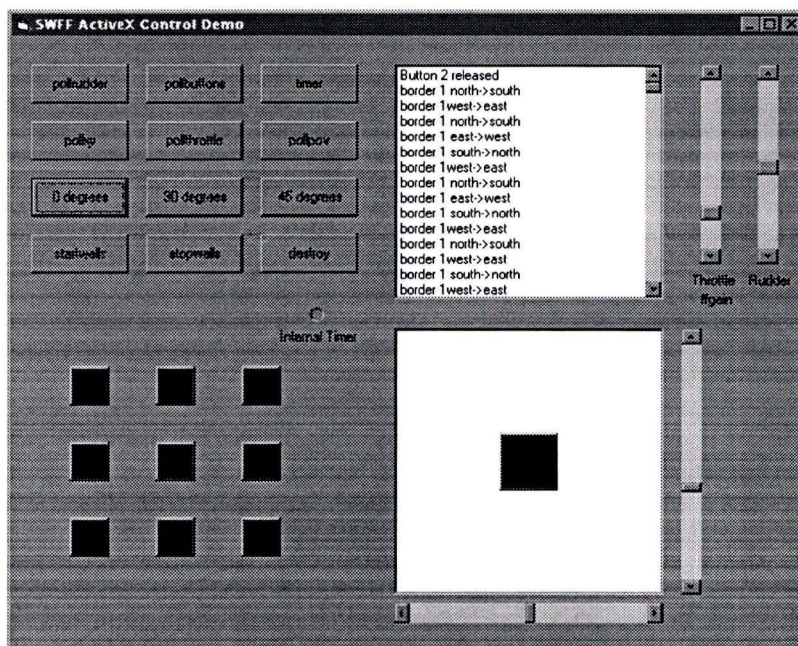 SWFF ActiveX Control Demo
pollrudder pollbuttons timer
pollxy pollthrottle pollpov
0 degrees 30 degrees 45 degrees
startwalls stopwalls destroy
Internal Timer
Button 2 released
border 1 north->south
border 1west->east
border 1 north->south
border 1 east->west
border 1 south->north
border 1west->east
border 1 north->south
border 1 east->west
border 1 south->north
border 1west->east
border 1 north->south
border 1west->east
border 1 south->north
border 1west->east
Throttle Rudder
ffgain